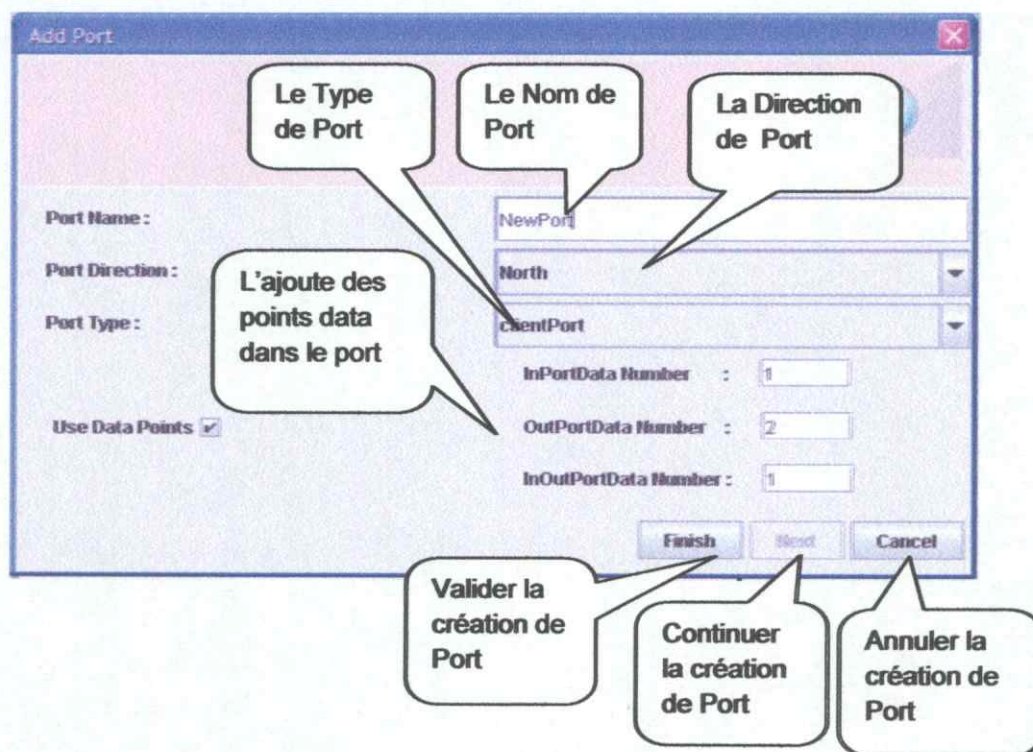 Add Port
Le Type
de Port
Le Nom de
Port
La Direction
de Port
Port Name :
NewPort
Port Direction :
North
L'ajoute des
points data
dans le port
Port Type :
clientPort
InPortData Number : 1
Use Data Points
OutPortData Number : 2
InOutPortData Number : 1
Finish
Next
Cancel
Valider la
création de
Port
Continuer
la création
de Port
Annuler la
création de
Port